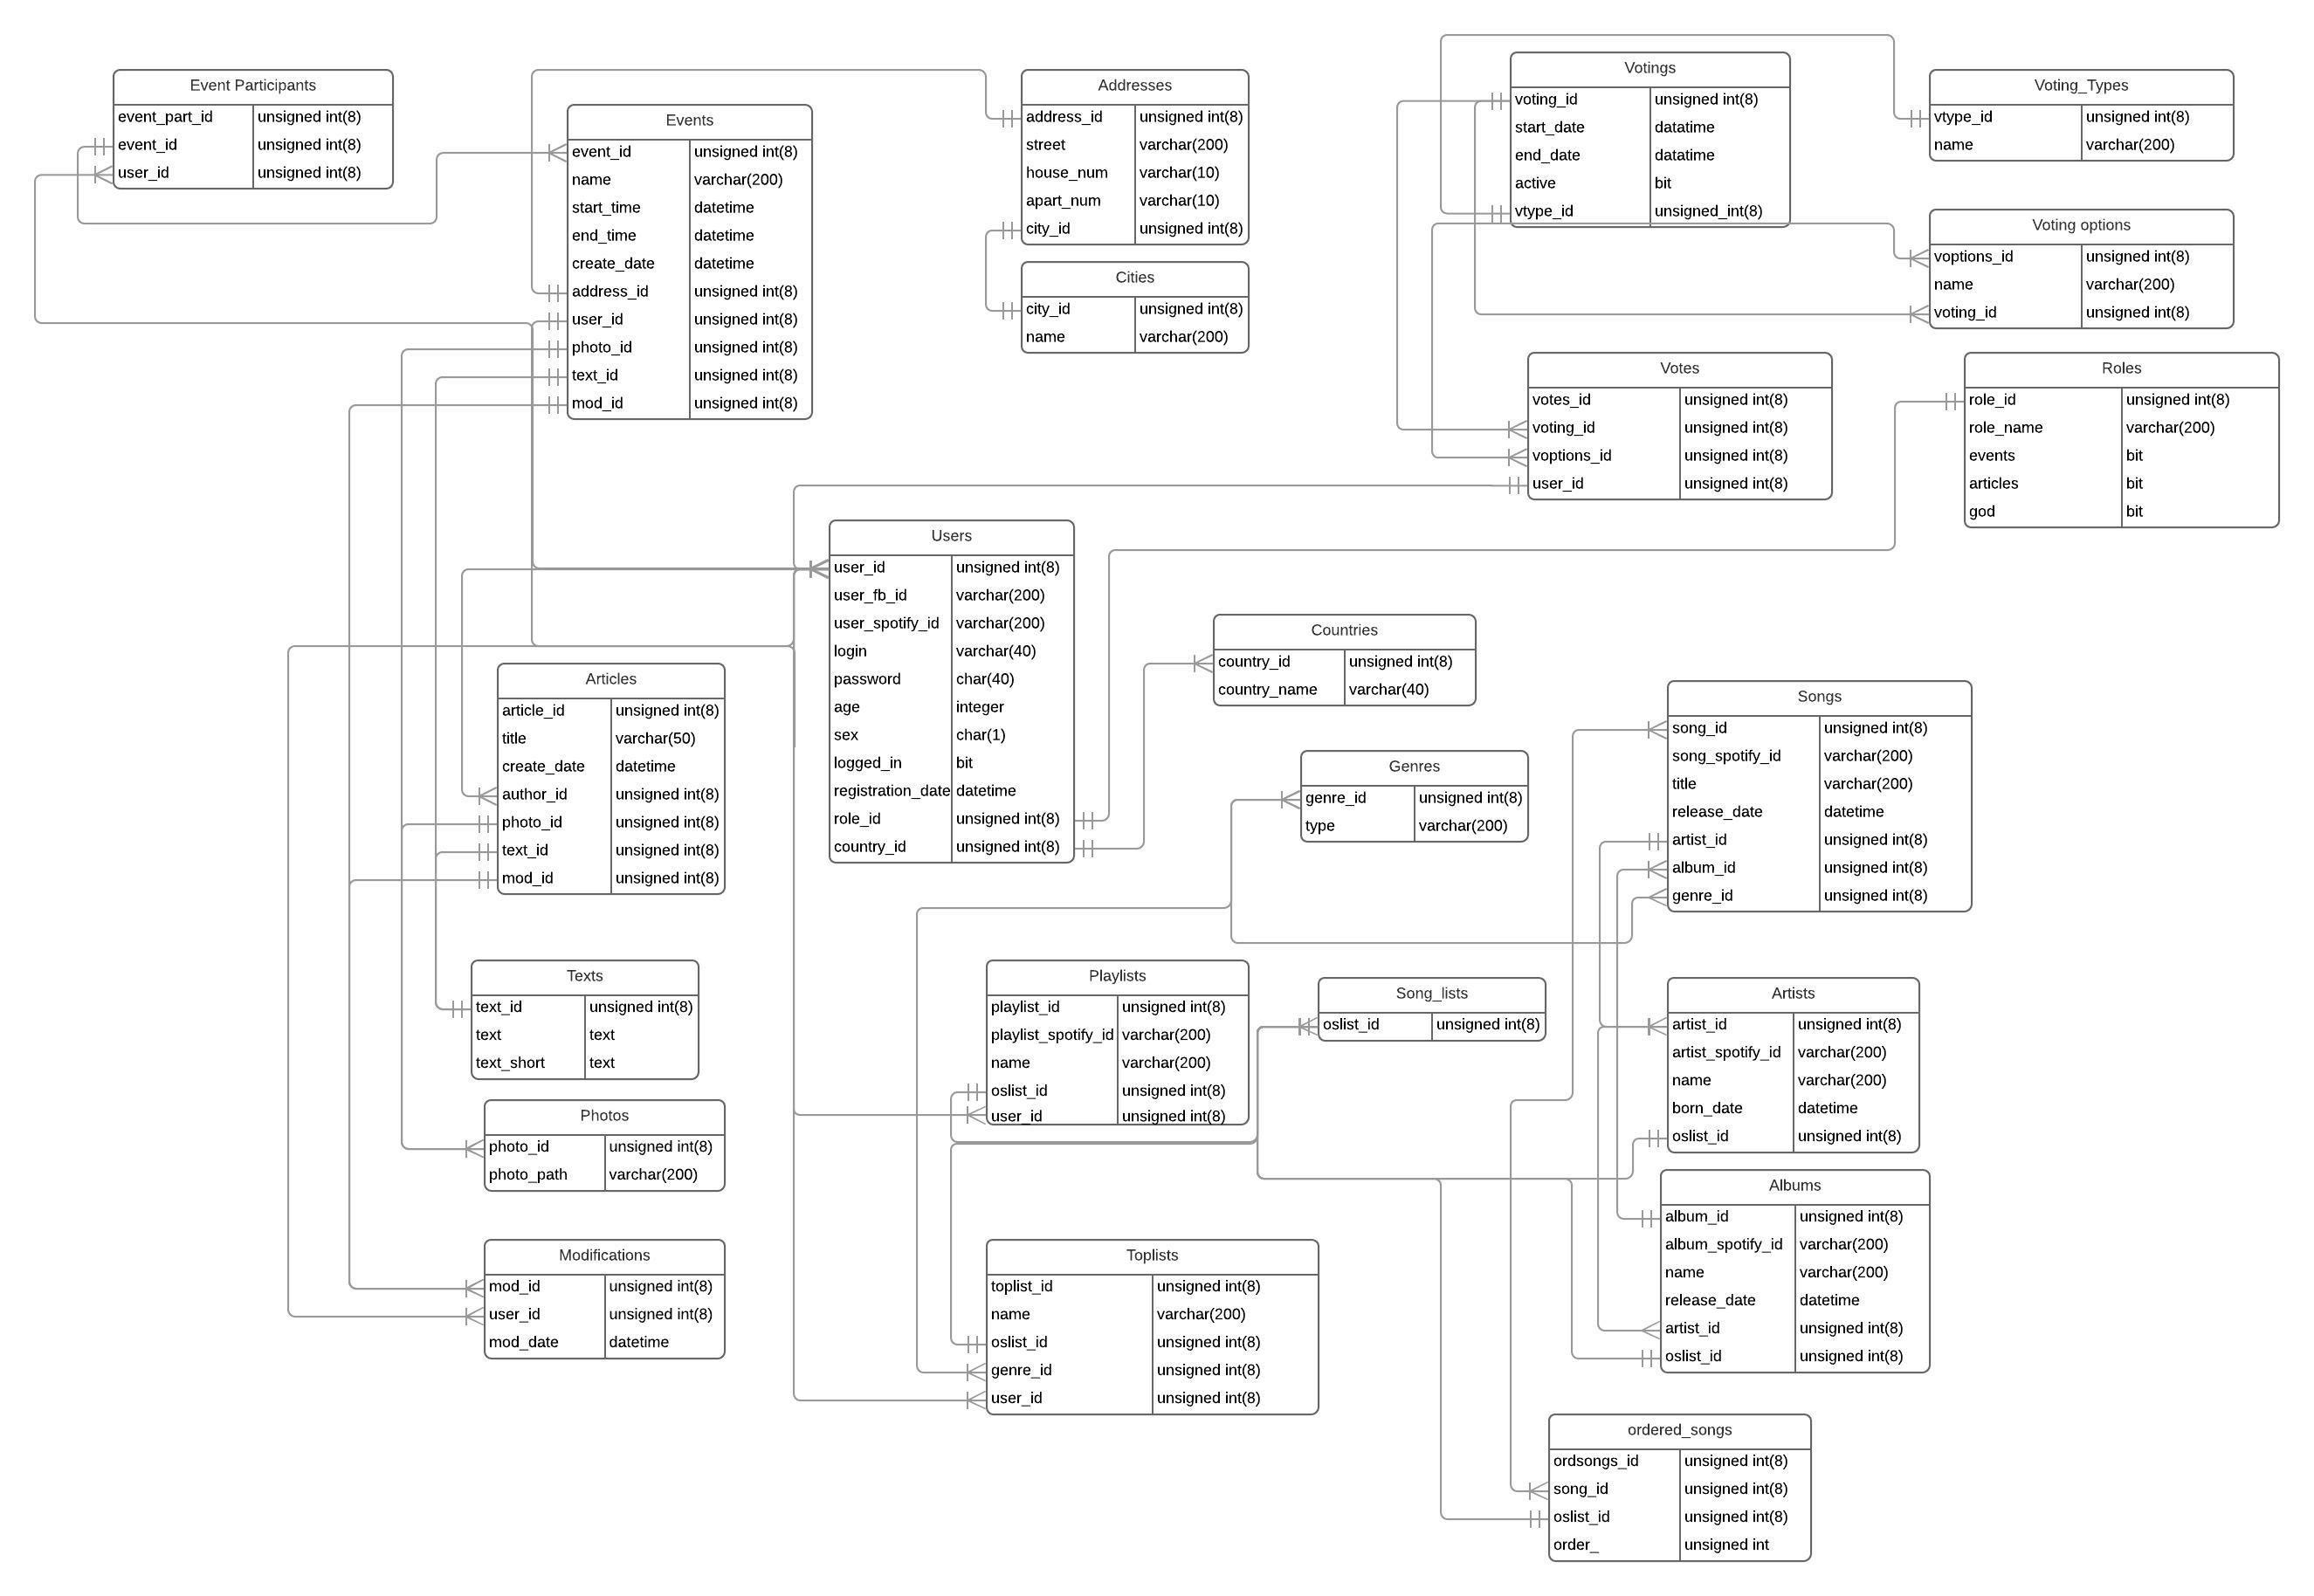 Event Participants
event_part_id unsigned int(8)
event_id unsigned int(8)
user_id unsigned int(8)
Events
event_id unsigned int(8)
name varchar(200)
start_time datetime
end_time datetime
create_date datetime
address_id unsigned int(8)
user_id unsigned int(8)
photo_id unsigned int(8)
text_id unsigned int(8)
mod_id unsigned int(8)
Addresses
address_id unsigned int(8)
street varchar(200)
house_num varchar(10)
apart_num varchar(10)
city_id unsigned int(8)
Cities
city_id unsigned int(8)
name varchar(200)
Votings
voting_id unsigned int(8)
start_date datatime
end_date datatime
active bit
vtype_id unsigned_int(8)
Voting_Types
vtype_id unsigned int(8)
name varchar(200)
Voting options
voptions_id unsigned int(8)
name varchar(200)
voting_id unsigned int(8)
Votes
votes_id unsigned int(8)
voting_id unsigned int(8)
voptions_id unsigned int(8)
user_id unsigned int(8)
Roles
role_id unsigned int(8)
role_name varchar(200)
events bit
articles bit
god bit
Users
user_id unsigned int(8)
user_fb_id varchar(200)
user_spotify_id varchar(200)
login varchar(40)
password char(40)
age integer
sex char(1)
logged_in bit
registration_date datetime
role_id unsigned int(8)
country_id unsigned int(8)
Countries
country_id unsigned int(8)
country_name varchar(40)
Genres
genre_id unsigned int(8)
type varchar(200)
Songs
song_id unsigned int(8)
song_spotify_id varchar(200)
title varchar(200)
release_date datetime
artist_id unsigned int(8)
album_id unsigned int(8)
genre_id unsigned int(8)
Articles
article_id unsigned int(8)
title varchar(50)
create_date datetime
author_id unsigned int(8)
photo_id unsigned int(8)
text_id unsigned int(8)
mod_id unsigned int(8)
Texts
text_id unsigned int(8)
text text
text_short text
Photos
photo_id unsigned int(8)
photo_path varchar(200)
Modifications
mod_id unsigned int(8)
user_id unsigned int(8)
mod_date datetime
Playlists
playlist_id unsigned int(8)
playlist_spotify_id varchar(200)
name varchar(200)
oslist_id unsigned int(8)
user_id unsigned int(8)
Song_lists
oslist_id unsigned int(8)
Toplists
toplist_id unsigned int(8)
name varchar(200)
oslist_id unsigned int(8)
genre_id unsigned int(8)
user_id unsigned int(8)
Artists
artist_id unsigned int(8)
artist_spotify_id varchar(200)
name varchar(200)
born_date datetime
oslist_id unsigned int(8)
Albums
album_id unsigned int(8)
album_spotify_id varchar(200)
name varchar(200)
release_date datetime
artist_id unsigned int(8)
oslist_id unsigned int(8)
ordered_songs
ordsongs_id unsigned int(8)
song_id unsigned int(8)
oslist_id unsigned int(8)
order_ unsigned int